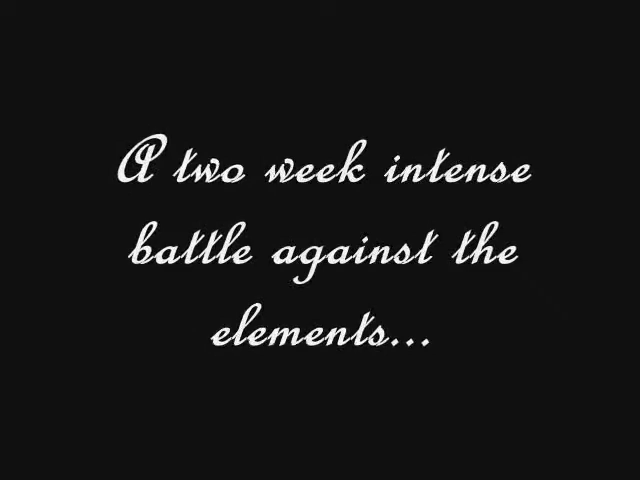 A two week intense
battle against the
elements...